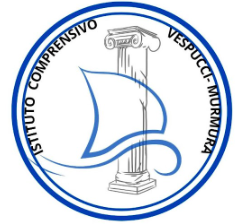 ISTITUTO COMPRENSIVO
VESPUCCI- MURMURA